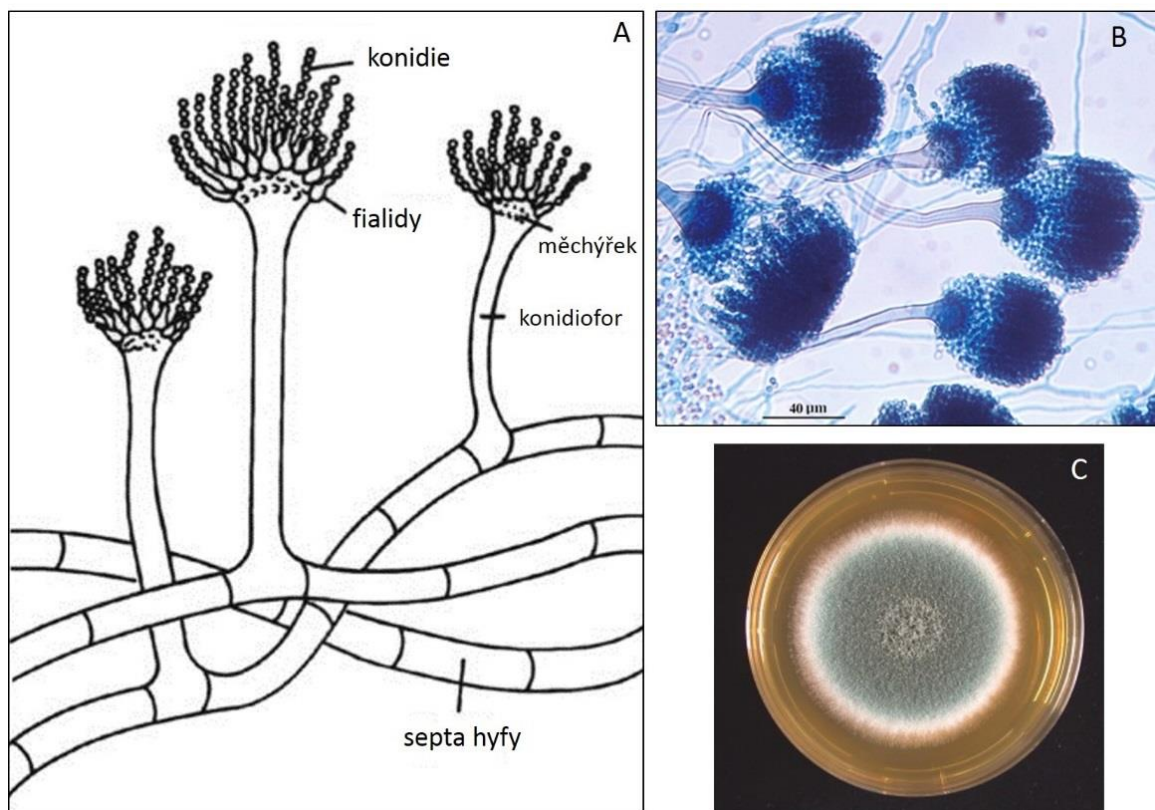 A
konidie
fialidy
měchýřek
konidiofor
septa hyfy
B
40 µm
C